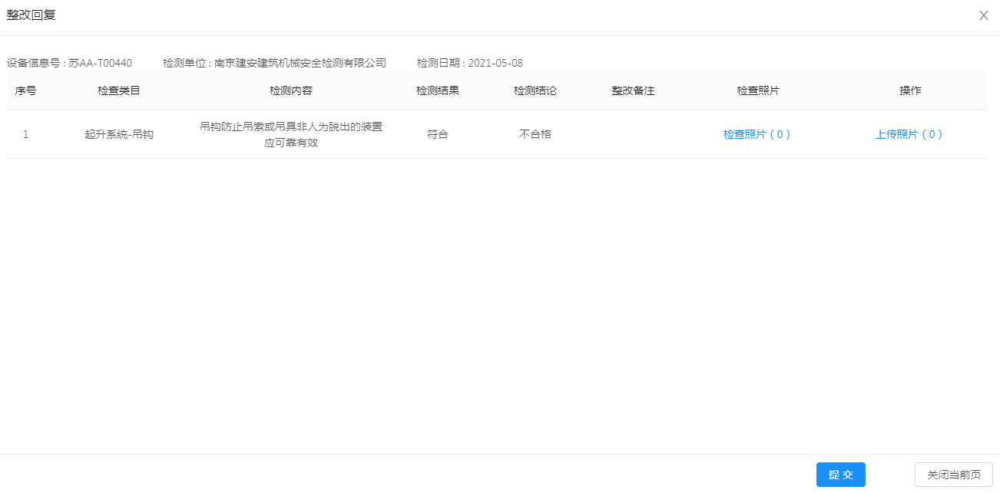 整改回复
X
设备信息号 : 苏AA-T00440 检测单位 : 南京建安建筑机械安全检测有限公司 检测日期 : 2021-05-08
序号 检查类目 检测内容 检测结果 检测结论 整改备注 检查照片 操作
1 起升系统-吊钩 吊钩防止吊索或吊具非人为脱出的装置应可靠有效 符合 不合格 检查照片 ( 0 ) 上传照片 ( 0 )
提 交 关闭当前页